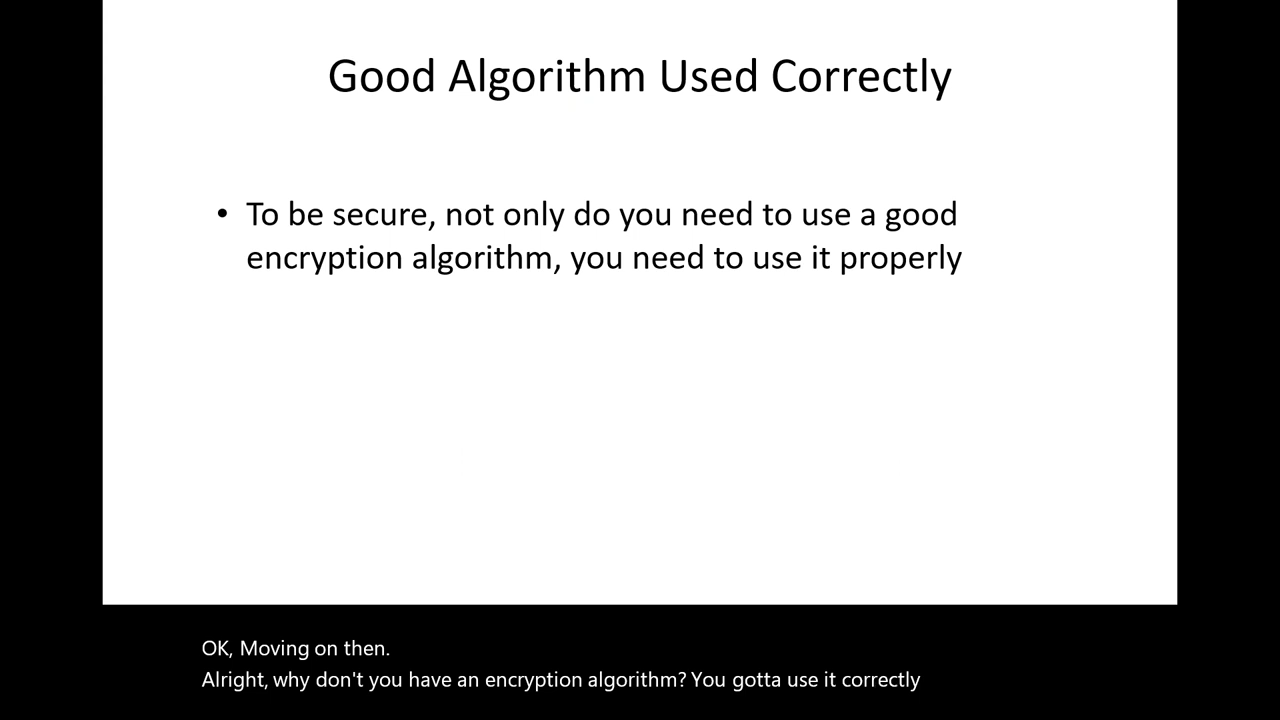 Good Algorithm Used Correctly
• To be secure, not only do you need to use a good
encryption algorithm, you need to use it properly
OK, Moving on then.
Alright, why don't you have an encryption algorithm? You gotta use it correctly